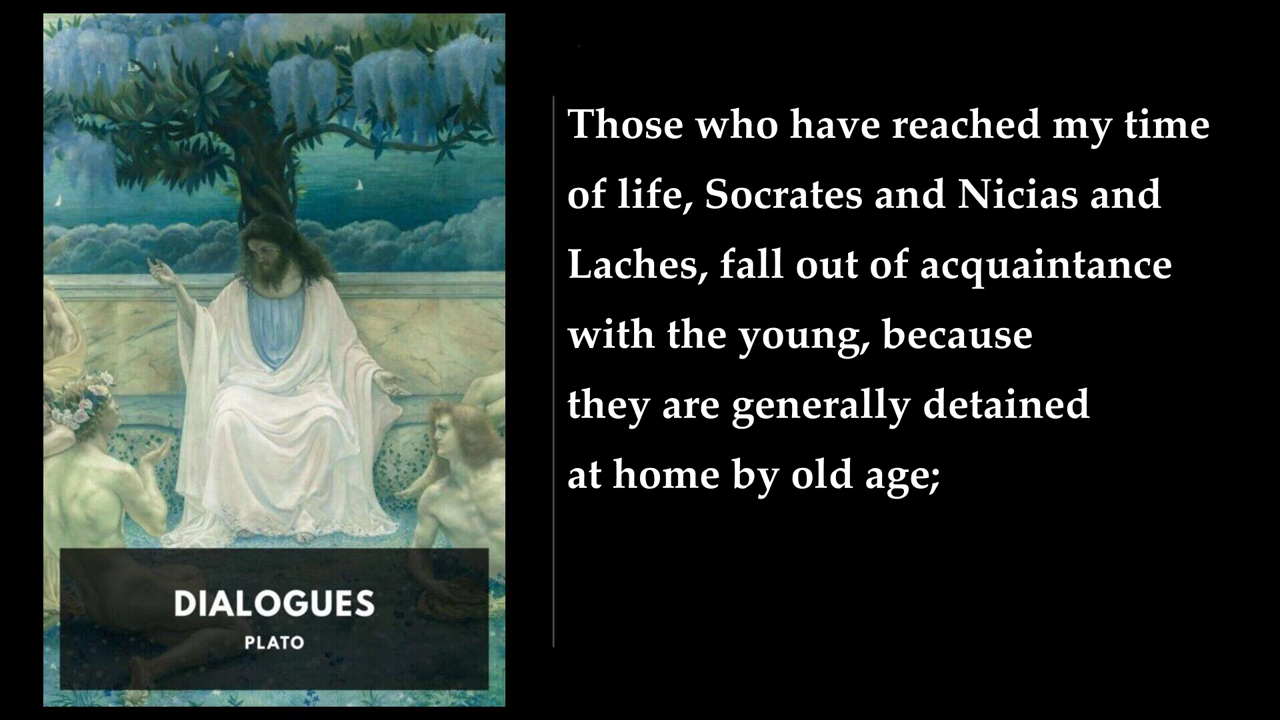 Those who have reached my time
of life, Socrates and Nicias and
Laches, fall out of acquaintance
with the young, because
they are generally detained
at home by old age;
DIALOGUES
PLATO